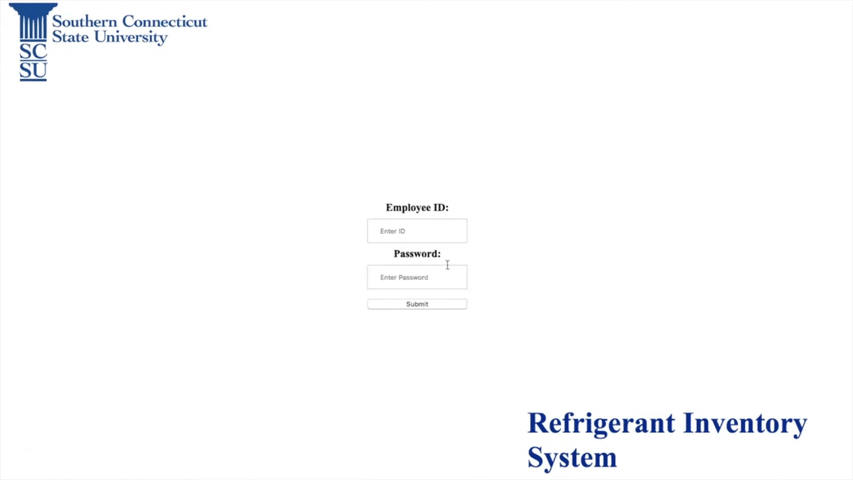 Southern Connecticut
State University
SC
SU
Employee ID:
Enter ID
Password:
Enter Password
Submit
Refrigerant Inventory
System